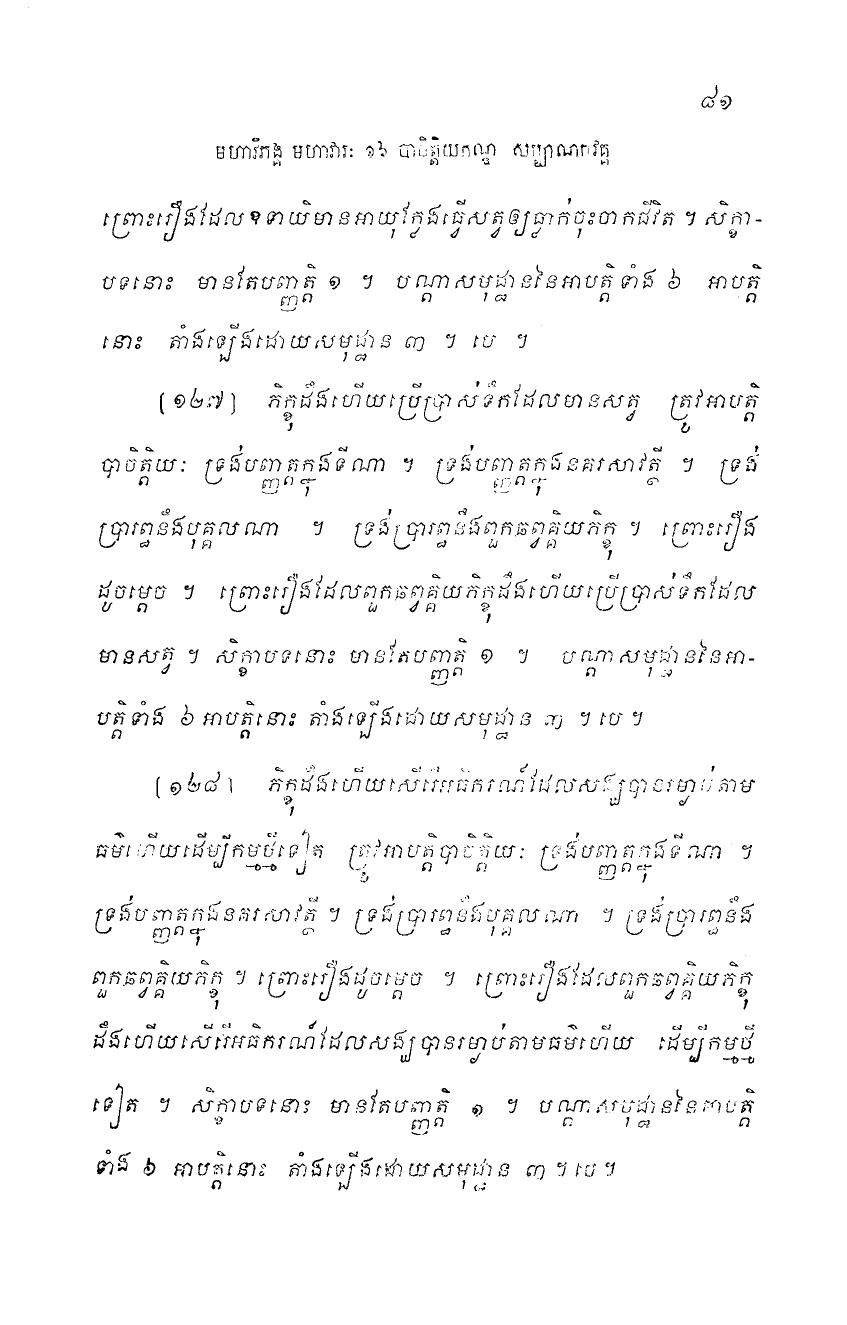 ៨១
មហាវិភង្គ មហាវារៈ ១៦ បាចិត្តិយកណ្ឌ សប្បាណកវគ្គ
ព្រោះរឿងដែលឧទាយិមានអាយុក្លែងធ្វើសត្វឲ្យធ្លាក់ចុះចាកជីវិត ។ សិក្ខា-
បទនោះ មានតែបញ្ញត្តិ ១ ។ បណ្តាសមុដ្ឋាននៃអាបត្តិទាំង ៦ អាបត្តិ
នោះ តាំងឡើងដោយសមុដ្ឋាន ៣ ។ បេ ។
(១២៧) ភិក្ខុដឹងហើយប្រើប្រាស់ទឹកដែលមានសត្វ ត្រូវអាបត្តិ
បាចិត្តិយៈ ទ្រង់បញ្ញត្តក្នុងទីណា ។ ទ្រង់បញ្ញត្តក្នុងនគរសាវត្ថី ។ ទ្រង់
ប្រារព្ធនឹងបុគ្គលណា ។ ទ្រង់ប្រារព្ធនឹងពួកឆព្វគ្គិយភិក្ខុ ។ ព្រោះរឿង
ដូចម្តេច ។ ព្រោះរឿងដែលពួកឆព្វគ្គិយភិក្ខុដឹងហើយប្រើប្រាស់ទឹកដែល
មានសត្វ ។ សិក្ខាបទនោះ មានតែបញ្ញត្តិ ១ ។ បណ្តាសមុដ្ឋាននៃអា-
បត្តិទាំង ៦ អាបត្តិនោះ តាំងឡើងដោយសមុដ្ឋាន ៣ ។ បេ ។
(១២៨) ភិក្ខុដឹងហើយសើរើអធិករណ៍ដែលសង្ឃបានរម្ងាប់តាម
ធម៌ហើយដើម្បីកម្មថ្មីទៀត ត្រូវអាបត្តិបាចិត្តិយៈ ទ្រង់បញ្ញត្តក្នុងទីណា ។
ទ្រង់បញ្ញត្តក្នុងនគរសាវត្ថី ។ ទ្រង់ប្រារព្ធនឹងបុគ្គលណា ។ ទ្រង់ប្រារព្ធនឹង
ពួកឆព្វគ្គិយភិក្ខុ ។ ព្រោះរឿងដូចម្តេច ។ ព្រោះរឿងដែលពួកឆព្វគ្គិយភិក្ខុ
ដឹងហើយសើរើអធិករណ៍ដែលសង្ឃបានរម្ងាប់តាមធម៌ហើយ ដើម្បីកម្មថ្មី
ទៀត ។ សិក្ខាបទនោះ មានតែបញ្ញត្តិ ១ ។ បណ្តាសមុដ្ឋាននៃអាបត្តិ
ទាំង ៦ អាបត្តិនោះ តាំងឡើងដោយសមុដ្ឋាន ៣ ។ បេ ។